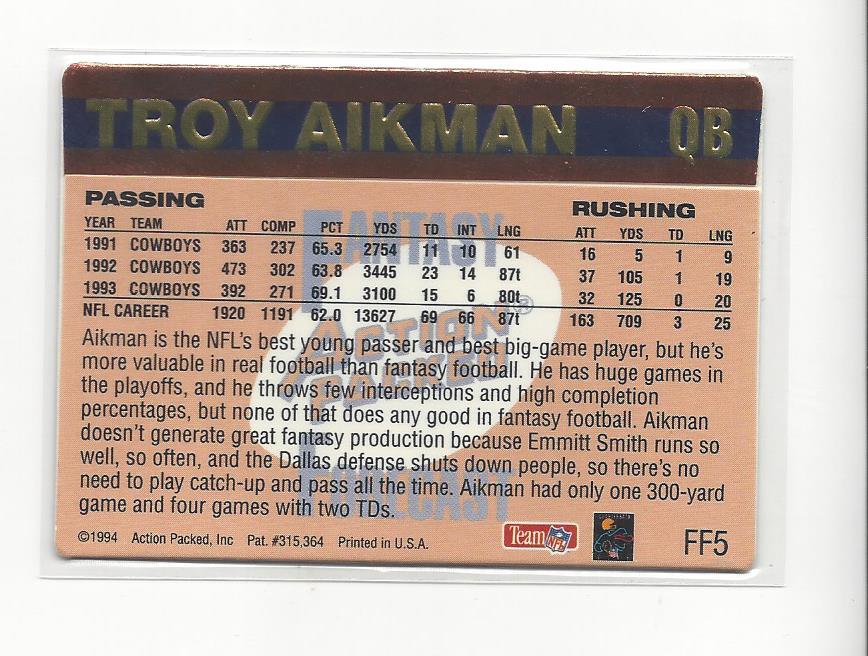 TROY AIKMAN QB
PASSING
RUSHING
YEAR TEAM ATT COMP PCT YDS TD INT LNG ATT YDS TD LNG
1991 COWBOYS 363 237 65.3 2754 11 10 61 16 5 1 9
1992 COWBOYS 473 302 63.8 3445 23 14 87t 37 105 1 19
1993 COWBOYS 392 271 69.1 3100 15 6 80t 32 125 0 20
NFL CAREER 1920 1191 62.0 13627 69 66 87t 163 709 3 25
FANTASY
ACTION
PACKED®
FORECAST
Aikman is the NFL's best young passer and best big-game player, but he's
more valuable in real football than fantasy football. He has huge games in
the playoffs, and he throws few interceptions and high completion
percentages, but none of that does any good in fantasy football. Aikman
doesn't generate great fantasy production because Emmitt Smith runs so
well, so often, and the Dallas defense shuts down people, so there's no
need to play catch-up and pass all the time. Aikman had only one 300-yard
game and four games with two TDs.
©1994 Action Packed, Inc Pat. #315,364 Printed in U.S.A.
Team NFL
FF5